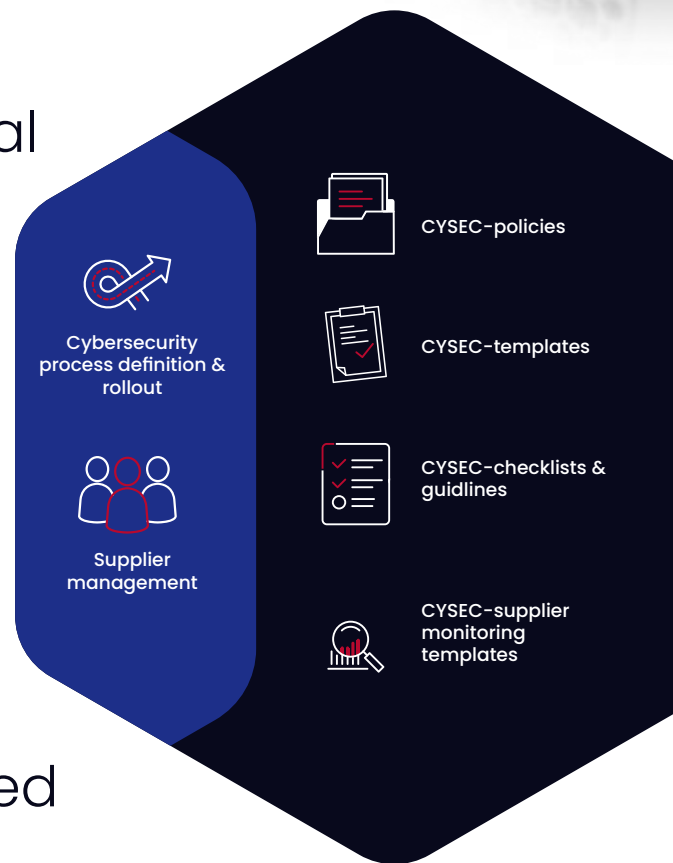 al
Cybersecurity
process definition &
rollout
Supplier
management
CYSEC-policies
CYSEC-templates
CYSEC-checklists &
guidlines
CYSEC-supplier
monitoring
templates
ed